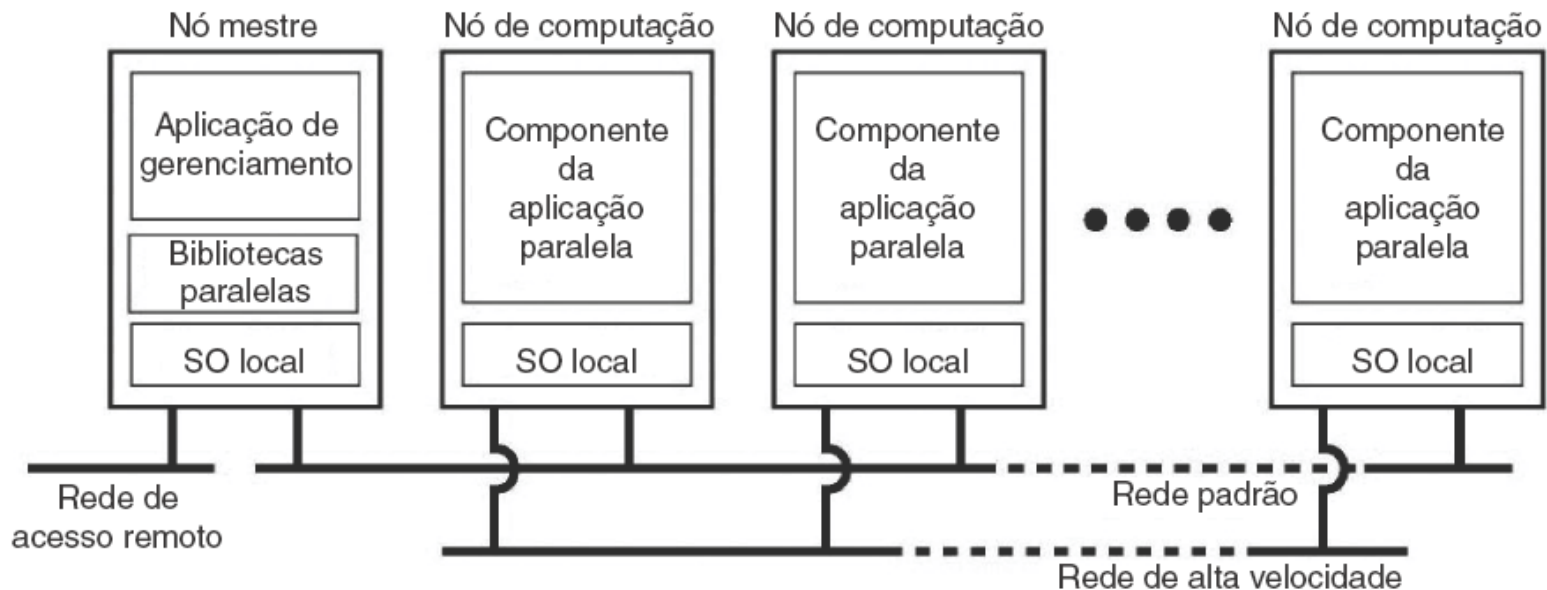 Nó mestre
Nó de computação
Nó de computação
Nó de computação
Aplicação de
gerenciamento
Bibliotecas
paralelas
SO local
Componente
da
aplicação
paralela
SO local
Componente
da
aplicação
paralela
SO local
Componente
da
aplicação
paralela
SO local
Rede de
acesso remoto
Rede padrão
Rede de alta velocidade